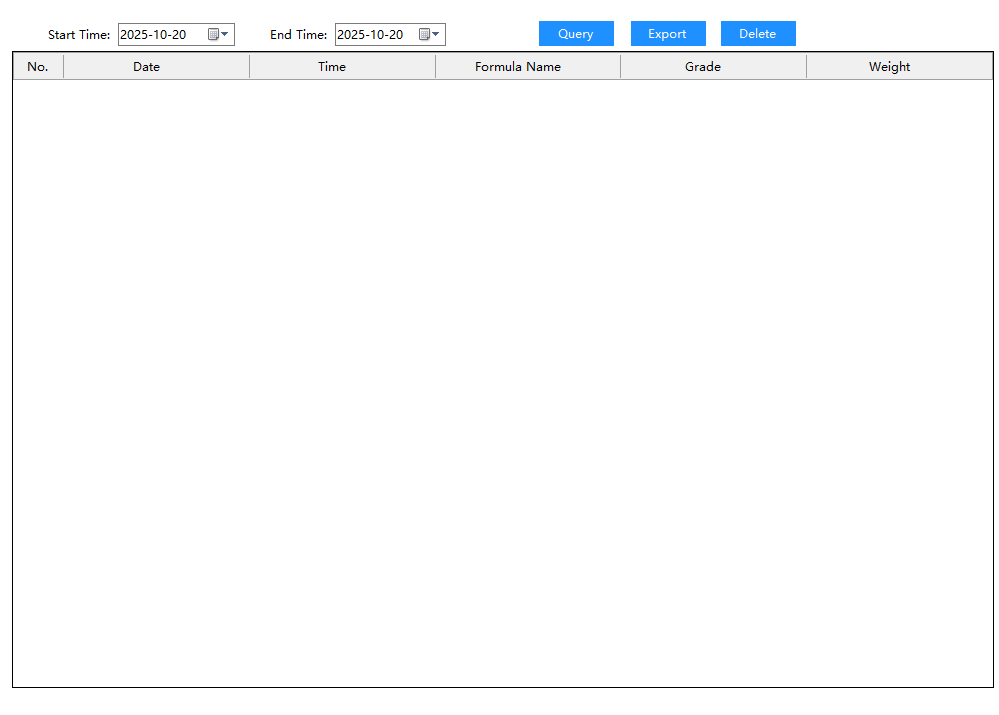 Start Time: 2025-10-20 End Time: 2025-10-20 Query Export Delete
No. Date Time Formula Name Grade Weight